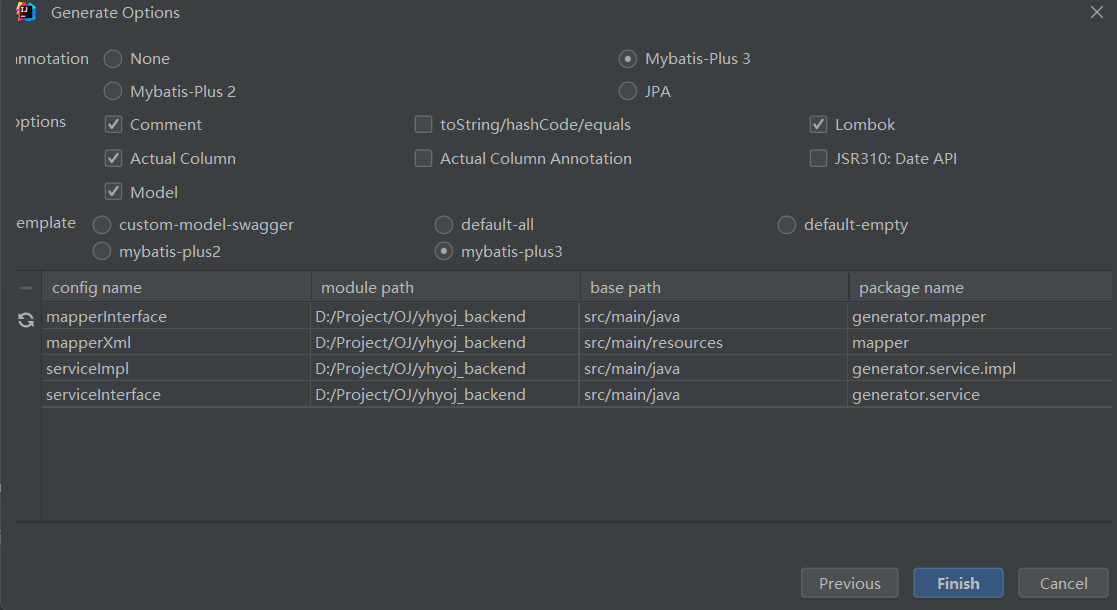 Generate Options
annotation None Mybatis-Plus 3
Mybatis-Plus 2 JPA
options Comment toString/hashCode/equals Lombok
Actual Column Actual Column Annotation JSR310: Date API
Model
emplate custom-model-swagger default-all default-empty
mybatis-plus2 mybatis-plus3
config name module path base path package name
mapperInterface D:/Project/OJ/yhyoj_backend src/main/java generator.mapper
mapperXml D:/Project/OJ/yhyoj_backend src/main/resources mapper
serviceImpl D:/Project/OJ/yhyoj_backend src/main/java generator.service.impl
serviceInterface D:/Project/OJ/yhyoj_backend src/main/java generator.service
Previous Finish Cancel